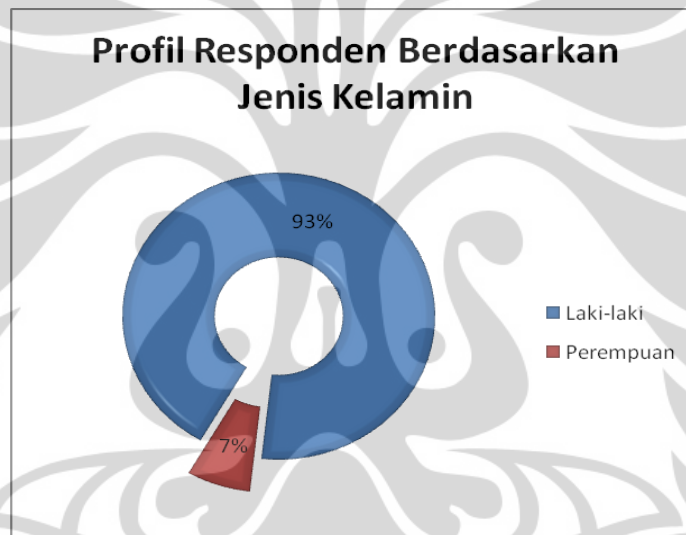 Profil Responden Berdasarkan
Jenis Kelamin
93%
Laki-laki
Perempuan
7%